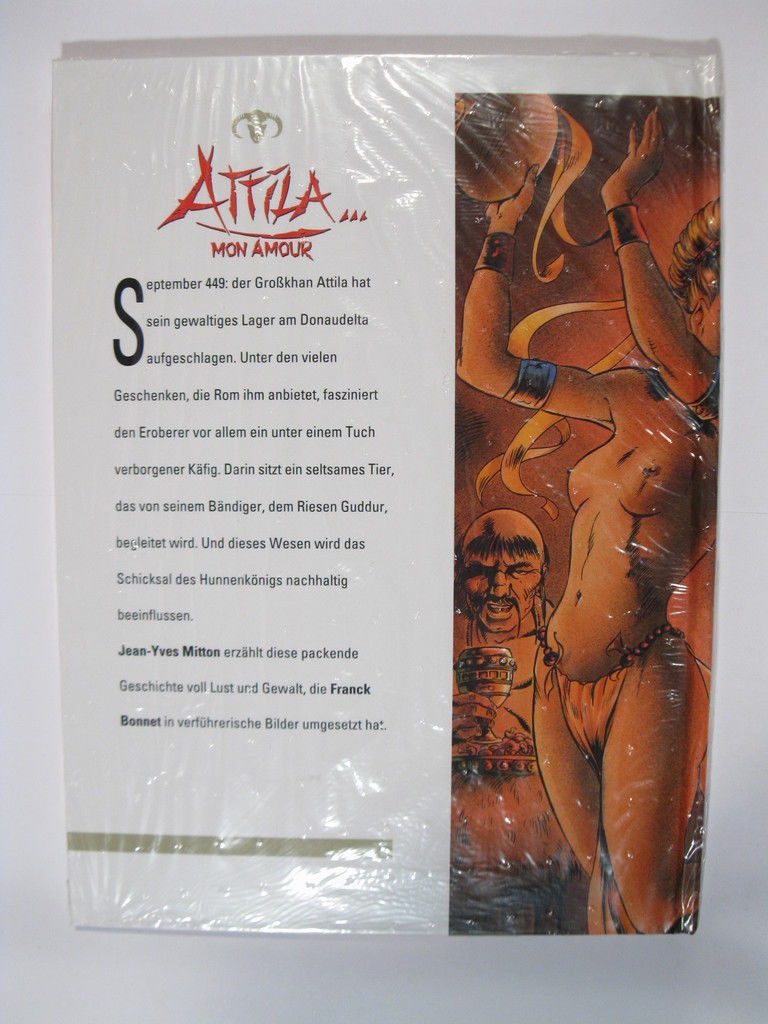 ATTILA...
MON AMOUR
September 449: der Großkhan Attila hat
sein gewaltiges Lager am Donaudelta
aufgeschlagen. Unter den vielen
Geschenken, die Rom ihm anbietet, fasziniert
den Eroberer vor allem ein unter einem Tuch
verborgener Käfig. Darin sitzt ein seltsames Tier,
das von seinem Bändiger, dem Riesen Guddur,
begleitet wird. Und dieses Wesen wird das
Schicksal des Hunnenkönigs nachhaltig
beeinflussen.
Jean-Yves Mitton erzählt diese packende
Geschichte voll Lust und Gewalt, die Franck
Bonnet in verführerische Bilder umgesetzt hat.